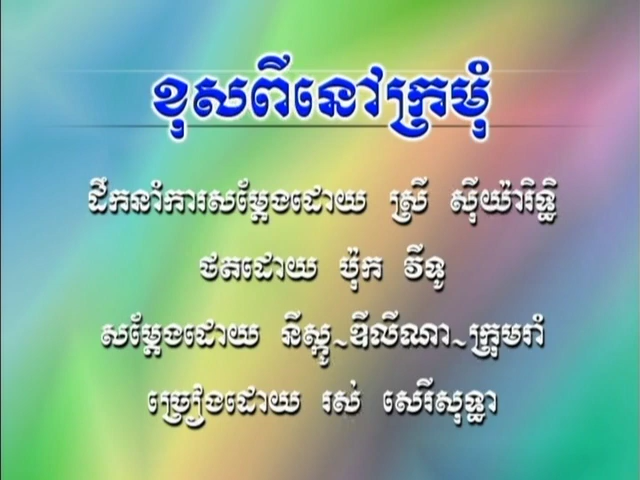 ខុសពីនៅក្រមុំ
ដឹកនាំការសម្តែងដោយ ស្រី ស៊ីយ៉ារិទ្ធិ
ថតដោយ ប៉ុក វីទូ
សម្តែងដោយ នីស្គូ~ឌីលីណា~ក្រុមរាំ
ច្រៀងដោយ រស់ សេរីសុទ្ធា